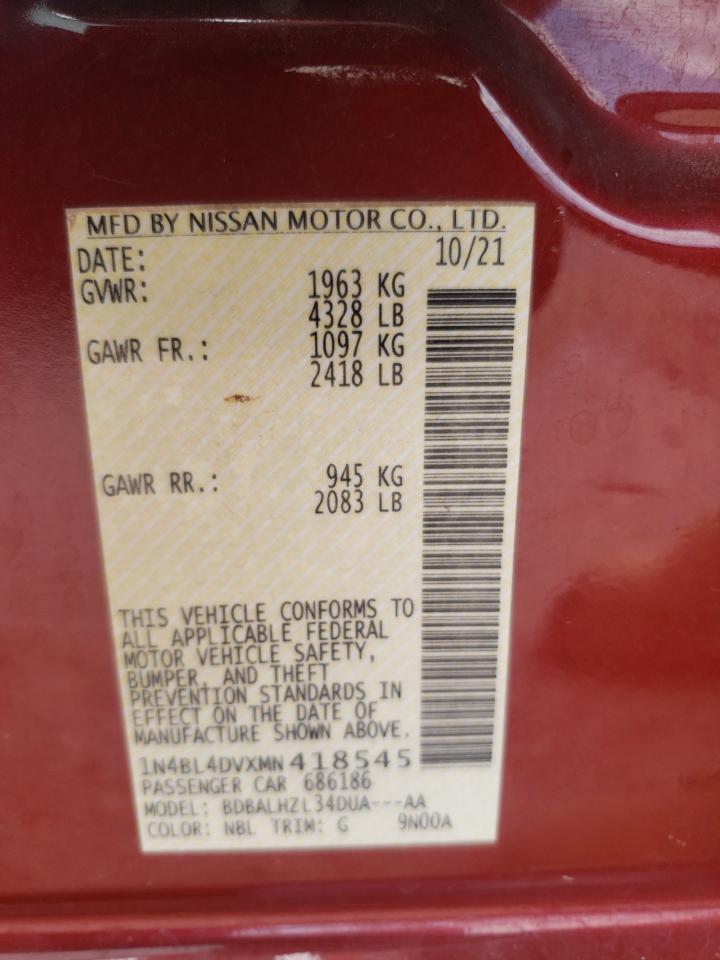 MFD BY NISSAN MOTOR CO., LTD.
DATE: 10/21
GVWR: 1963 KG
4328 LB
GAWR FR.: 1097 KG
2418 LB
GAWR RR.: 945 KG
2083 LB
THIS VEHICLE CONFORMS TO
ALL APPLICABLE FEDERAL
MOTOR VEHICLE SAFETY,
BUMPER, AND THEFT
PREVENTION STANDARDS IN
EFFECT ON THE DATE OF
MANUFACTURE SHOWN ABOVE.
1N4BL4DVXMN418545
PASSENGER CAR 686186
MODEL: BDBALHZL34DUA---AA
COLOR: NBL TRIM: G 9N00A